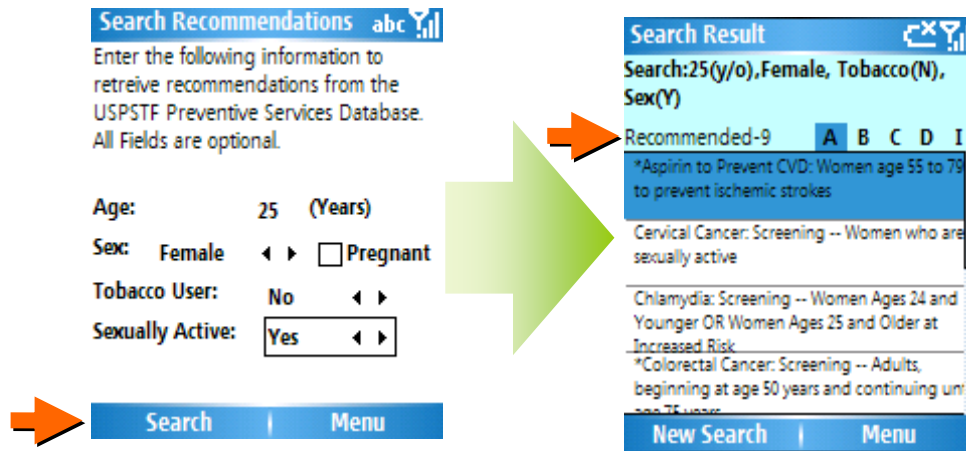 Search Recommendations abc
Enter the following information to
retreive recommendations from the
USPSTF Preventive Services Database.
All Fields are optional.
Age: 25 (Years)
Sex: Female Pregnant
Tobacco User: No
Sexually Active: Yes
Search Menu
Search Result
Search:25(y/o),Female, Tobacco(N),
Sex(Y)
Recommended-9 A B C D I
*Aspirin to Prevent CVD: Women age 55 to 79
to prevent ischemic strokes
Cervical Cancer: Screening -- Women who are
sexually active
Chlamydia: Screening -- Women Ages 24 and
Younger OR Women Ages 25 and Older at
Increased Risk
*Colorectal Cancer: Screening -- Adults,
beginning at age 50 years and continuing unt
age 75 years
New Search Menu